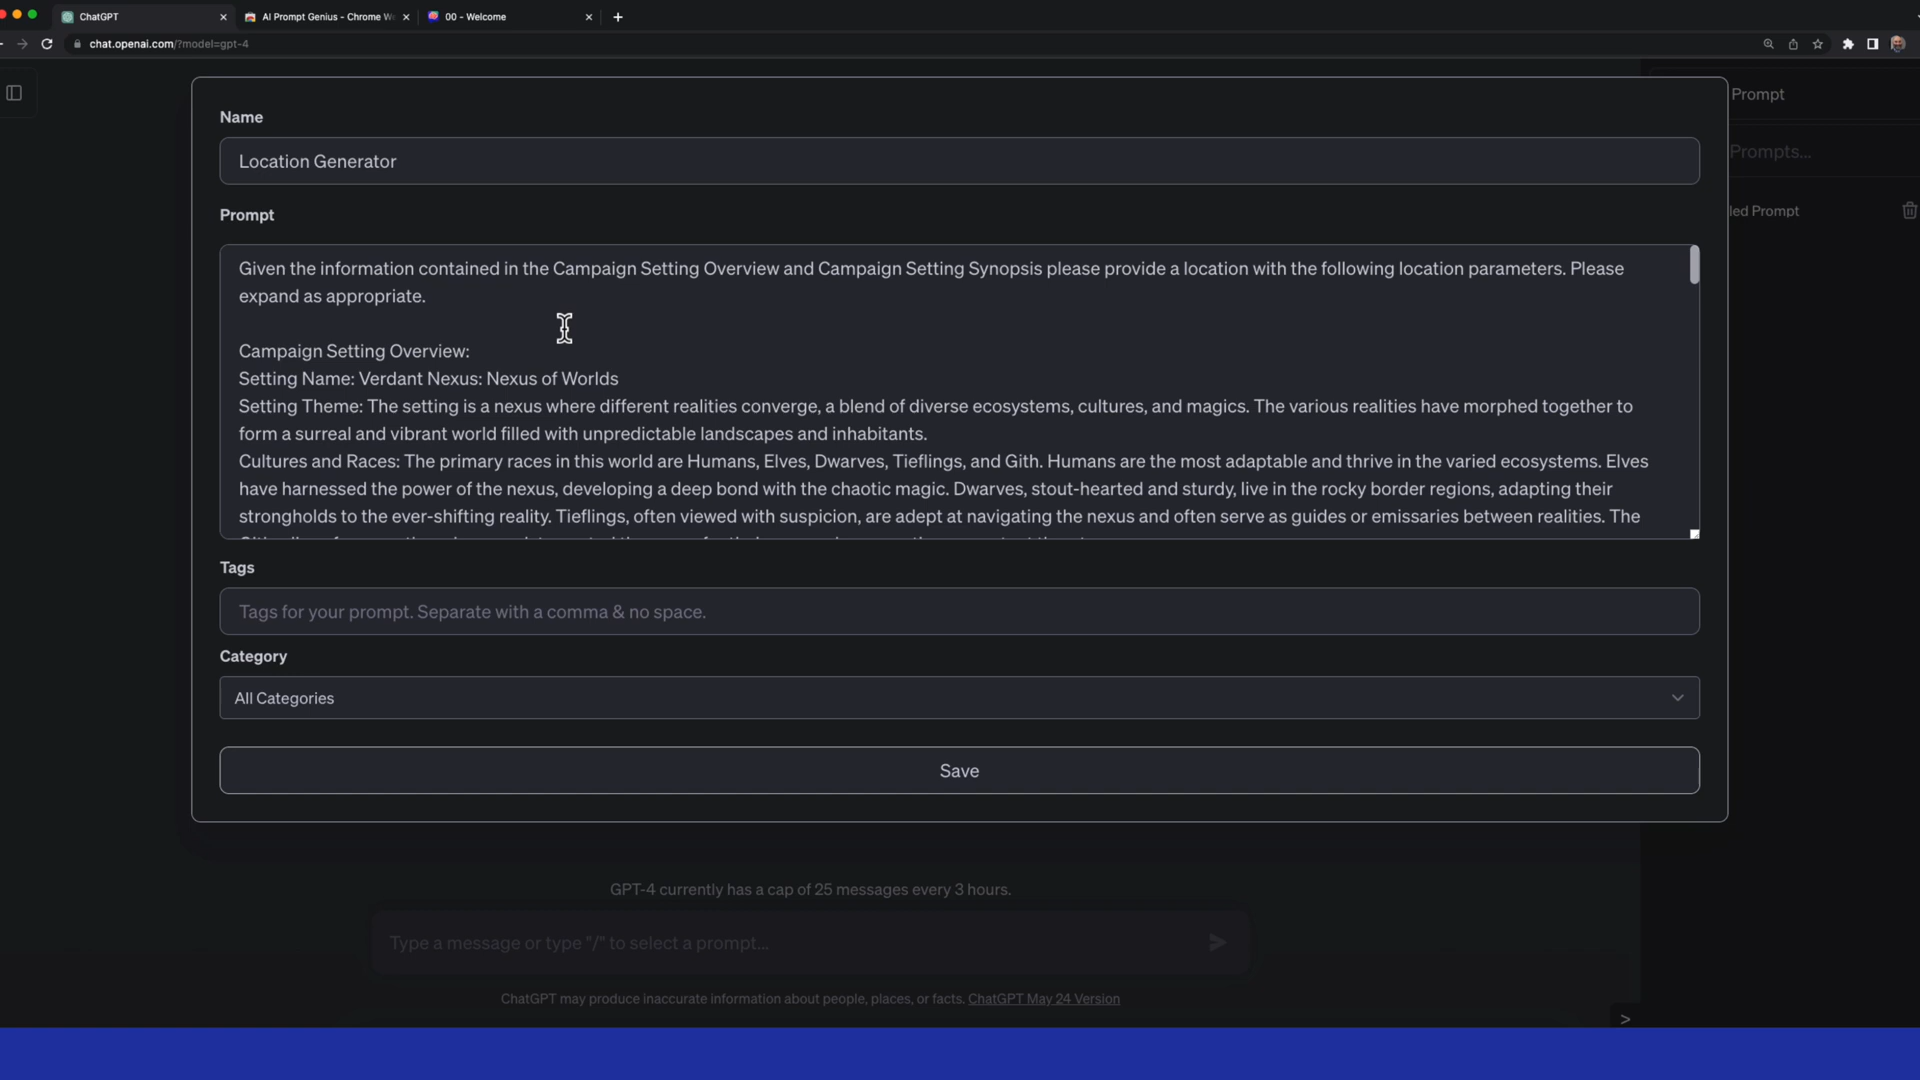 ChatGPT
AI Prompt Genius - Chrome W
00 - Welcome
chat.openai.com/?model=gpt-4
Name
Prompt
Location Generator
Prompts...
Prompt
led Prompt
Given the information contained in the Campaign Setting Overview and Campaign Setting Synopsis please provide a location with the following location parameters. Please
expand as appropriate.
Campaign Setting Overview:
Setting Name: Verdant Nexus: Nexus of Worlds
Setting Theme: The setting is a nexus where different realities converge, a blend of diverse ecosystems, cultures, and magics. The various realities have morphed together to
form a surreal and vibrant world filled with unpredictable landscapes and inhabitants.
Cultures and Races: The primary races in this world are Humans, Elves, Dwarves, Tieflings, and Gith. Humans are the most adaptable and thrive in the varied ecosystems. Elves
have harnessed the power of the nexus, developing a deep bond with the chaotic magic. Dwarves, stout-hearted and sturdy, live in the rocky border regions, adapting their
strongholds to the ever-shifting reality. Tieflings, often viewed with suspicion, are adept at navigating the nexus and often serve as guides or emissaries between realities. The
Tags
Tags for your prompt. Separate with a comma & no space.
Category
All Categories
Save
GPT-4 currently has a cap of 25 messages every 3 hours.
Type a message or type "/" to select a prompt...
ChatGPT may produce inaccurate information about people, places, or facts. ChatGPT May 24 Version
>